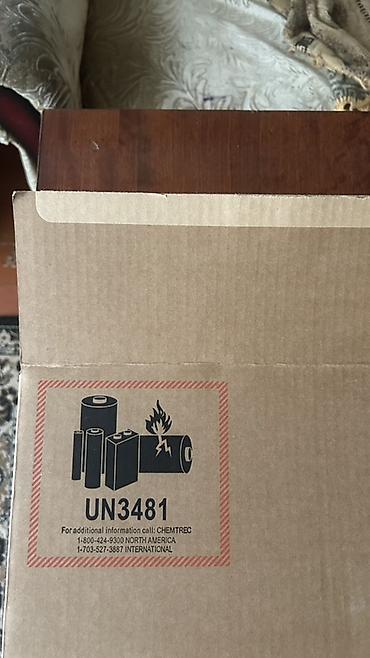 UN3481
For additional information call: CHEMTREC
1-800-424-9300 NORTH AMERICA
1-703-527-3887 INTERNATIONAL